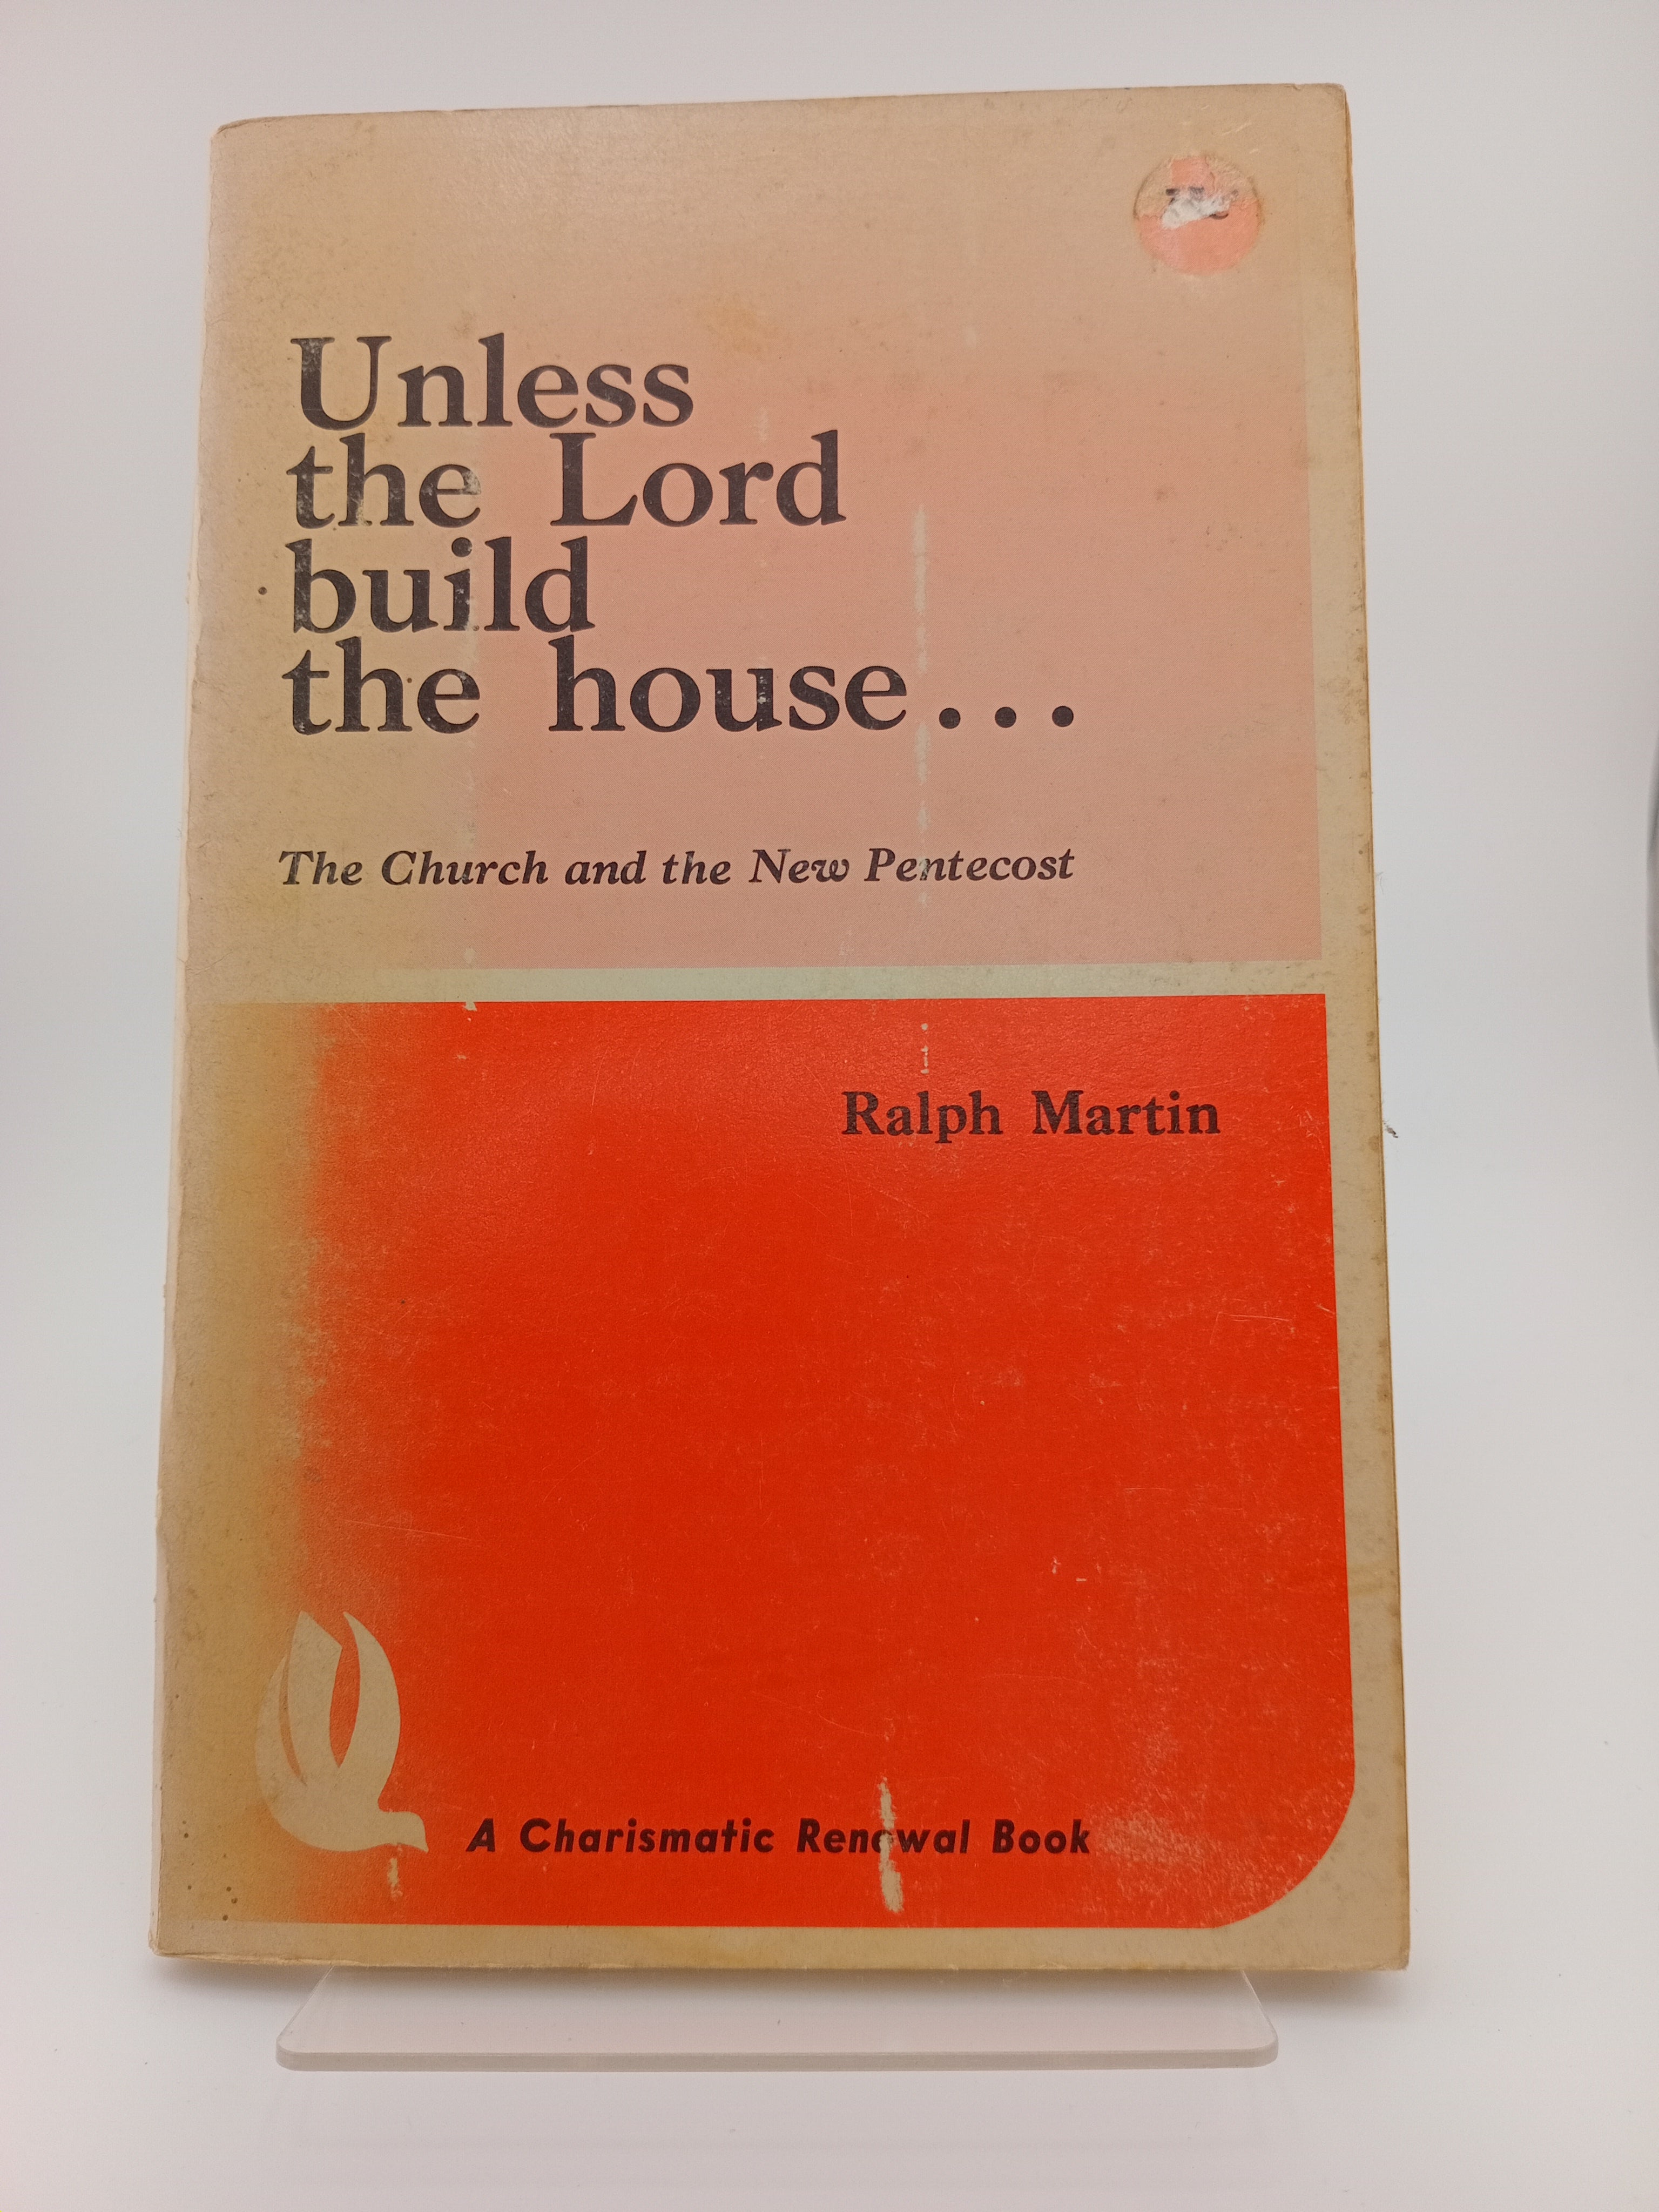 Unless
the Lord
build
the house...
The Church and the New Pentecost
Ralph Martin
A Charismatic Renewal Book